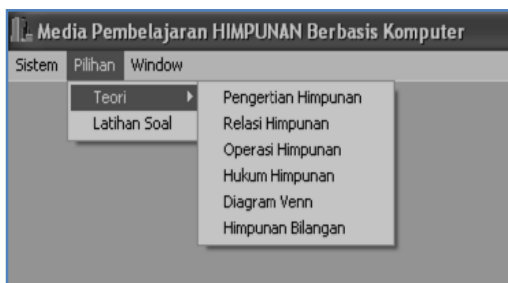 Media Pembelajaran HIMPUNAN Berbasis Komputer
Sistem Pilihan Window
Teori
Latihan Soal
Pengertian Himpunan
Relasi Himpunan
Operasi Himpunan
Hukum Himpunan
Diagram Venn
Himpunan Bilangan